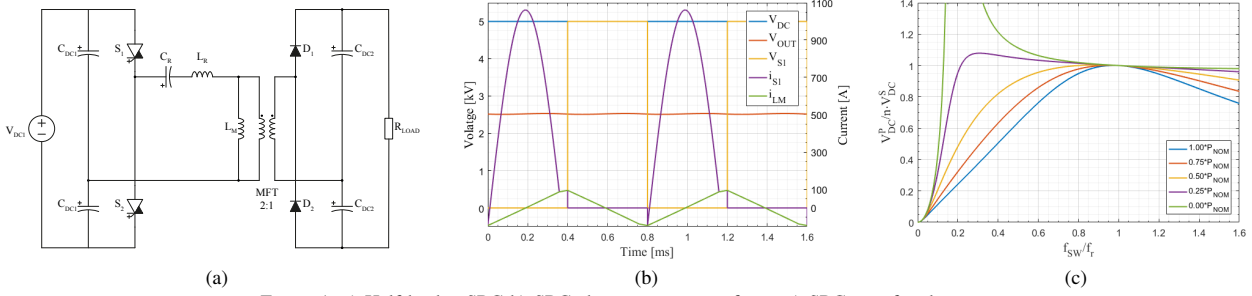 C_DC1
S_1
C_R
L_R
D_1
C_DC2
V_DC1
L_M
R_LOAD
C_DC1
S_2
MFT
2:1
D_2
C_DC2
(a)
Volatge [kV]
5
4
3
2
1
0
0
0.2
0.4
0.6
0.8
1
1.2
1.4
1.6
Time [ms]
1100
1000
900
700
500
300
100
0
Current [A]
V_DC
V_OUT
V_S1
i_S1
i_LM
(b)
V^P_DC/n·V^S_DC
1.4
1.2
1
0.8
0.6
0.4
0.2
0
0
0.2
0.4
0.6
0.8
1
1.2
1.4
1.6
f_SW/f_r
1.00*P_NOM
0.75*P_NOM
0.50*P_NOM
0.25*P_NOM
0.00*P_NOM
(c)